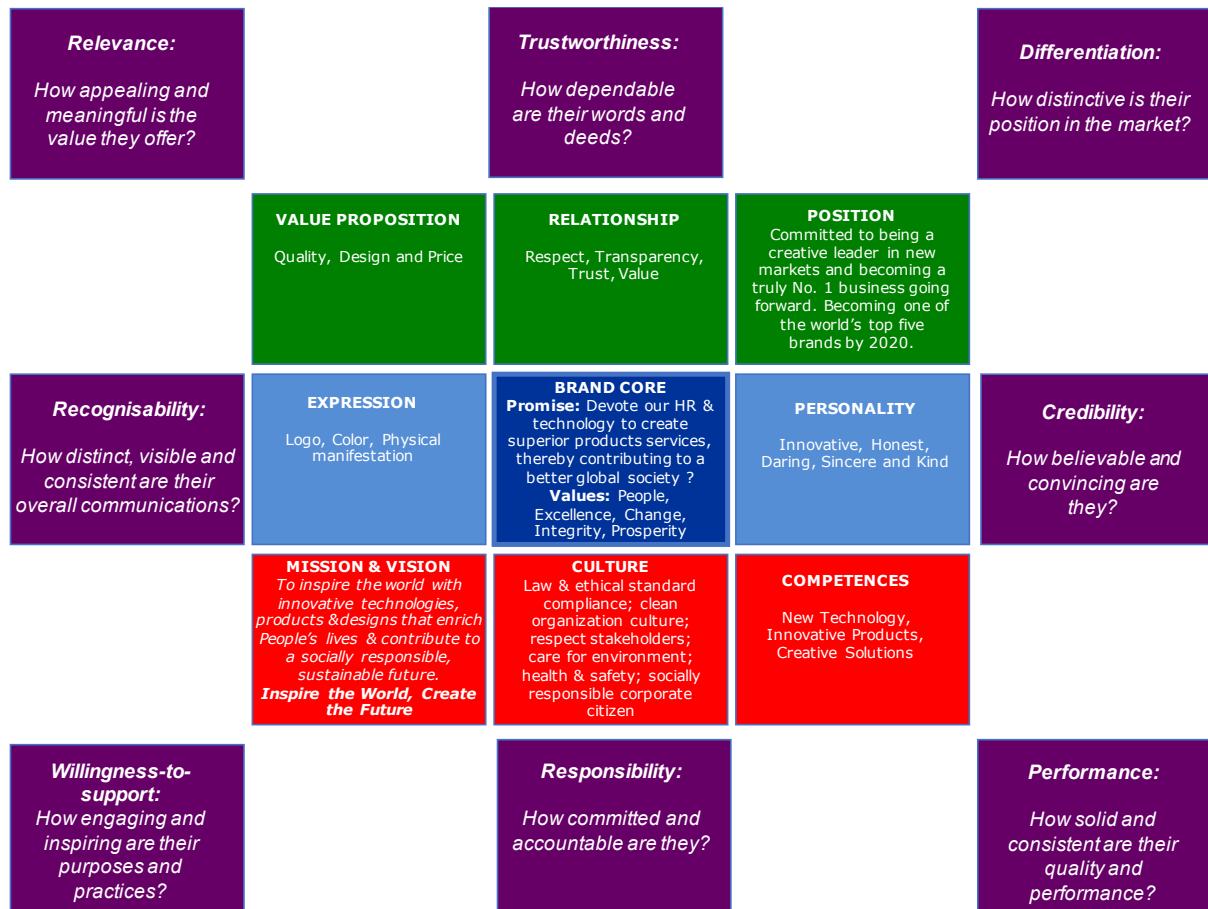 Relevance:
How appealing and
meaningful is the
value they offer?
Trustworthiness:
How dependable
are their words and
deeds?
Differentiation:
How distinctive is their
position in the market?
VALUE PROPOSITION
Quality, Design and Price
RELATIONSHIP
Respect, Transparency,
Trust, Value
POSITION
Committed to being a
creative leader in new
markets and becoming a
truly No. 1 business going
forward. Becoming one of
the world's top five
brands by 2020.
Recognisability:
How distinct, visible and
consistent are their
overall communications?
EXPRESSION
Logo, Color, Physical
manifestation
BRAND CORE
Promise: Devote our HR &
technology to create
superior products services,
thereby contributing to a
better global society ?
Values: People,
Excellence, Change,
Integrity, Prosperity
PERSONALITY
Innovative, Honest,
Daring, Sincere and Kind
Credibility:
How believable and
convincing are
they?
MISSION & VISION
To inspire the world with
innovative technologies,
products &designs that enrich
People's lives & contribute to
a socially responsible,
sustainable future.
Inspire the World, Create
the Future
CULTURE
Law & ethical standard
compliance; clean
organization culture;
respect stakeholders;
care for environment;
health & safety; socially
responsible corporate
citizen
COMPETENCES
New Technology,
Innovative Products,
Creative Solutions
Willingness-to-
support:
How engaging and
inspiring are their
purposes and
practices?
Responsibility:
How committed and
accountable are they?
Performance:
How solid and
consistent are their
quality and
performance?